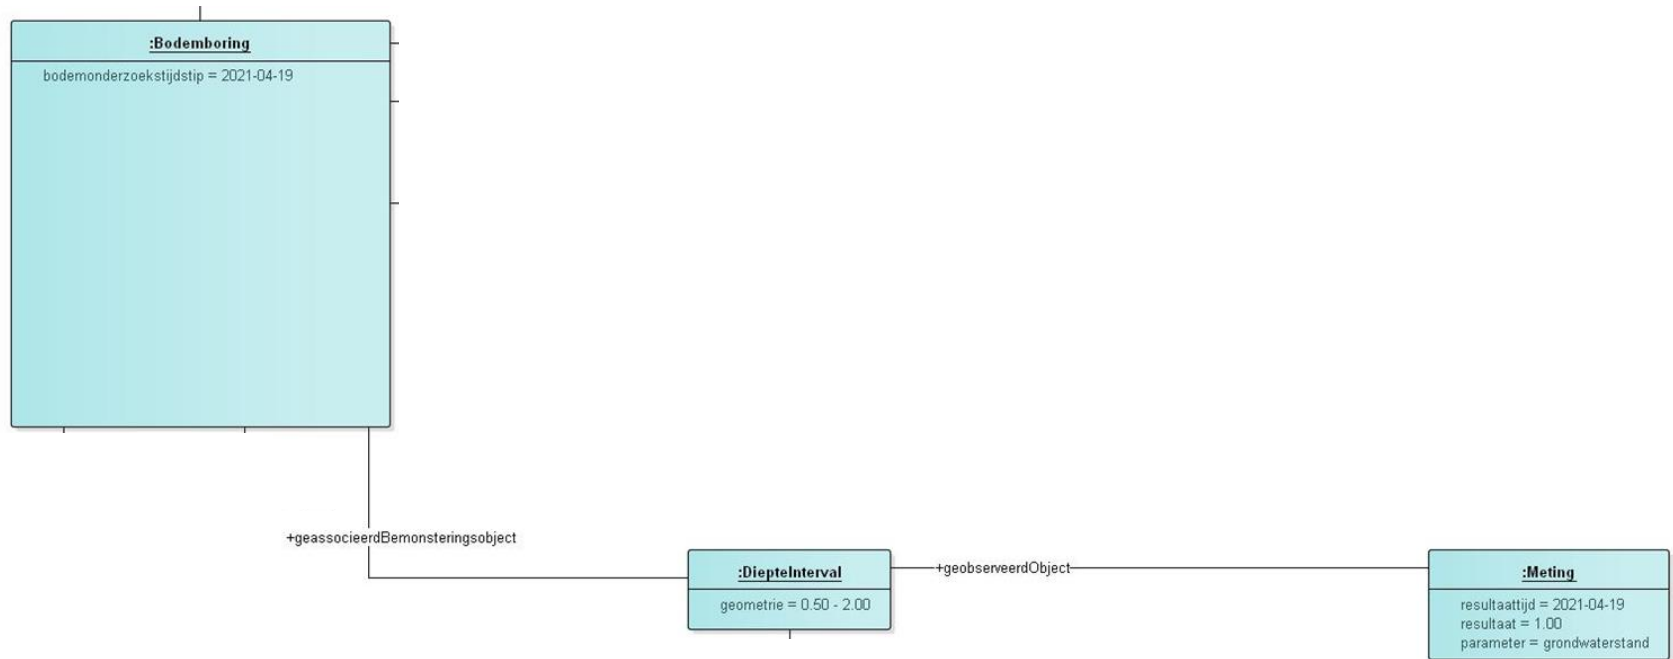 :Bodemboring
bodemonderzoekstijdstip = 2021-04-19
+geassocieerdBemonsteringsobject
:DiepteInterval
geometrie = 0.50 - 2.00
+geobserveerdObject
:Meting
resultaattijd = 2021-04-19
resultaat = 1.00
parameter = grondwaterstand